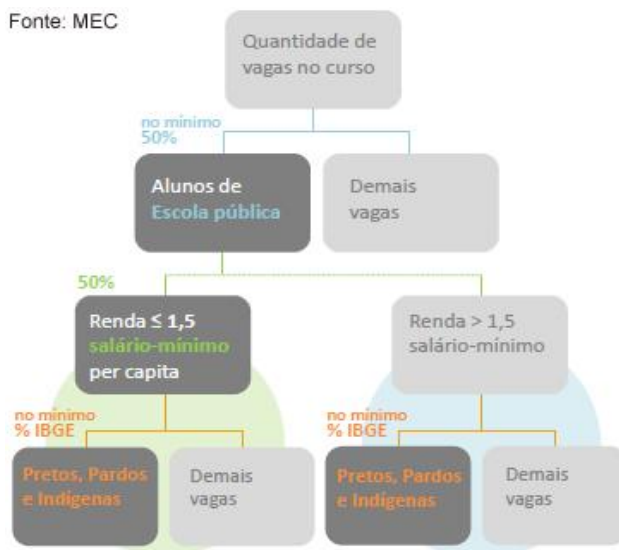 Fonte: MEC
Quantidade de
vagas no curso
no mínimo
50%
Alunos de
Escola pública
Demais
vagas
50%
Renda ≤ 1,5
salário-mínimo
per capita
Renda > 1,5
salário-mínimo
no mínimo
% IBGE
Pretos, Pardos
e Indígenas
Demais
vagas
no mínimo
% IBGE
Pretos, Pardos
e Indígenas
Demais
vagas